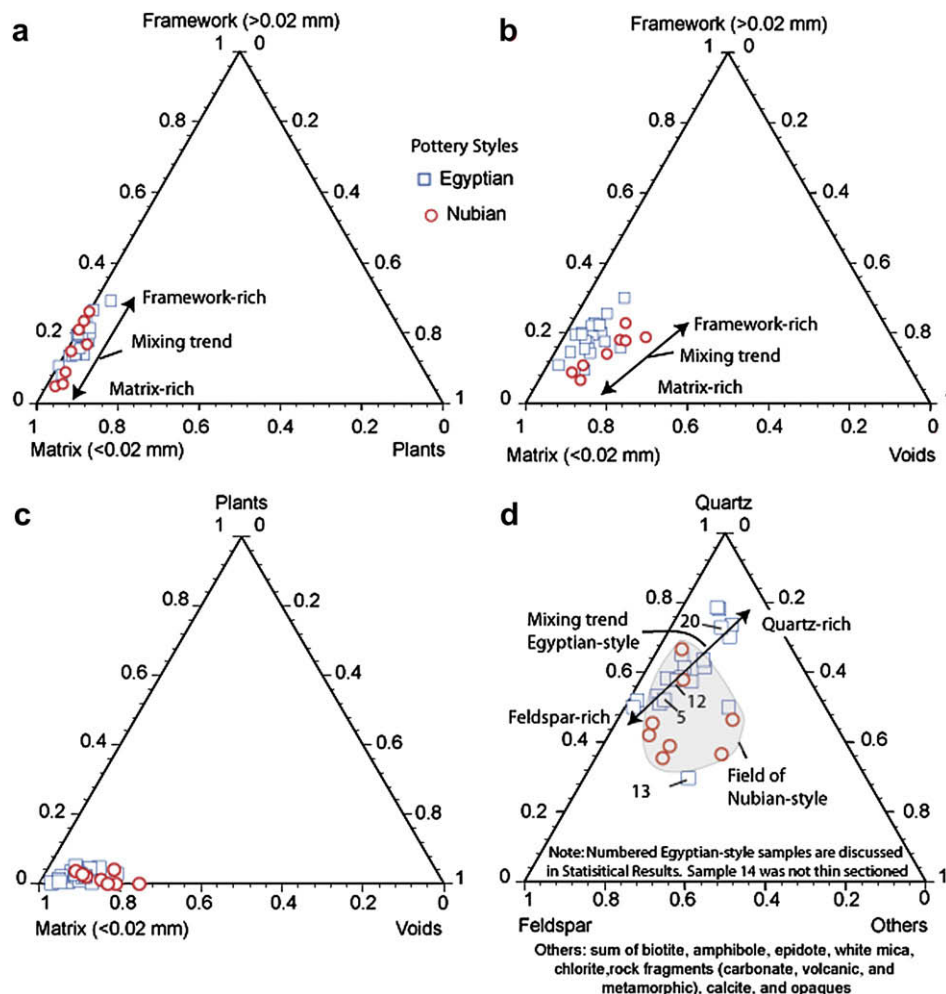 a
Framework (>0.02 mm)
1 0
0.8 0.2
0.6 0.4
0.4
0.2 0.8
0 1
1 0.8 0.6 0
Matrix (<0.02 mm) Plants
Framework-rich
Mixing trend
Matrix-rich
Pottery Styles
Egyptian
Nubian
b
Framework (>0.02 mm)
1 0
0.8 0.2
0.6 0.4
0.4
0.2 0.8
0
1 0.8 0.6 0.4 0.2 0
Matrix (<0.02 mm) Voids
Framework-rich
Mixing trend
Matrix-rich
c
Plants
1 0
0.8 0.2
0.6 0.4
0.4 0.6
0.2 0.8
0 1
1 0.8 0.6 0.4 0.2 0
Matrix (<0.02 mm) Voids
d
Quartz
1 0
0.8 0.2
0.6 0.4
0.4 0.6
0.2 0.8
0 1
1 0.8 0.6 0.4 0.2 0
Feldspar Others
Mixing trend
Egyptian-style
20
Quartz-rich
12
5
Feldspar-rich
13
Field of
Nubian-style
Note: Numbered Egyptian-style samples are discussed
in Statisitical Results. Sample 14 was not thin sectioned
Others: sum of biotite, amphibole, epidote, white mica,
chlorite,rock fragments (carbonate, volcanic, and
metamorphic), calcite, and opaques